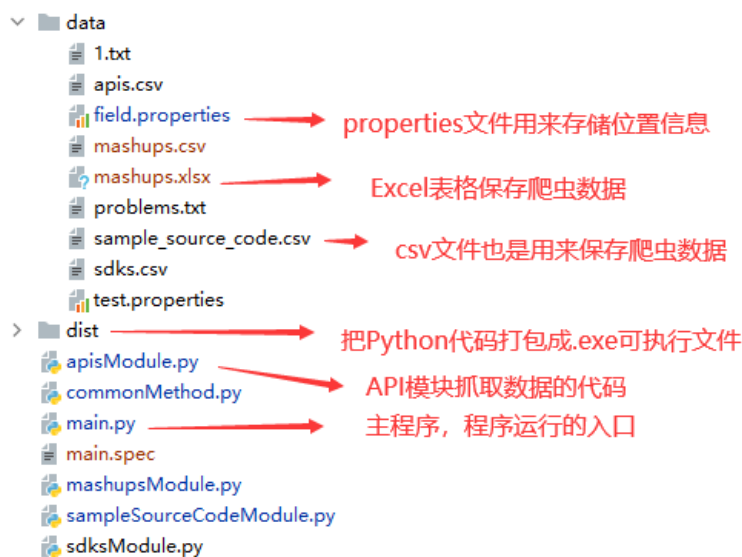 data
1.txt
apis.csv
field.properties
properties文件用来存储位置信息
mashups.csv
mashups.xlsx
Excel表格保存爬虫数据
problems.txt
sample_source_code.csv
csv文件也是用来保存爬虫数据
sdks.csv
test.properties
dist
把Python代码打包成.exe可执行文件
apisModule.py
API模块抓取数据的代码
commonMethod.py
main.py
主程序，程序运行的入口
main.spec
mashupsModule.py
sampleSourceCodeModule.py
sdksModule.py